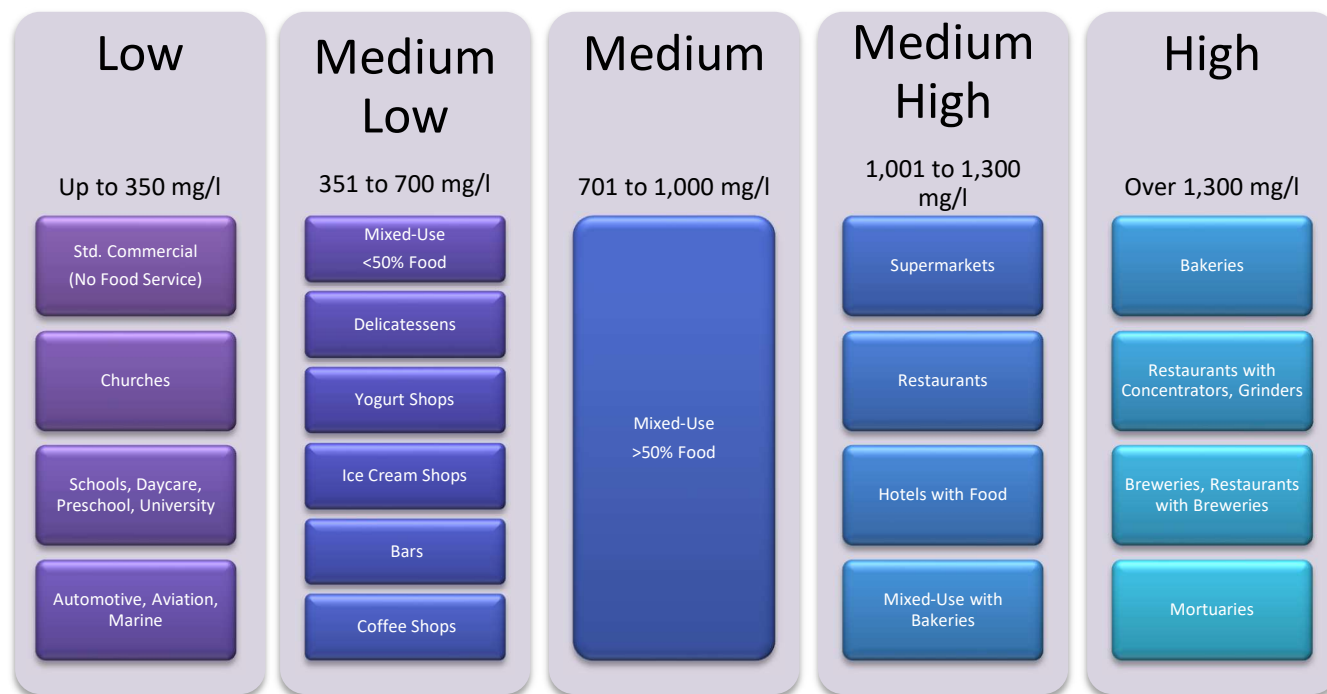 Low
Up to 350 mg/l
Std. Commercial
(No Food Service)
Churches
Schools, Daycare,
Preschool, University
Automotive, Aviation,
Marine
Medium
Low
351 to 700 mg/l
Mixed-Use
<50% Food
Delicatessens
Yogurt Shops
Ice Cream Shops
Bars
Coffee Shops
Medium
701 to 1,000 mg/l
Mixed-Use
>50% Food
Medium
High
1,001 to 1,300
mg/l
Supermarkets
Restaurants
Hotels with Food
Mixed-Use with
Bakeries
High
Over 1,300 mg/l
Bakeries
Restaurants with
Concentrators, Grinders
Breweries, Restaurants
with Breweries
Mortuaries